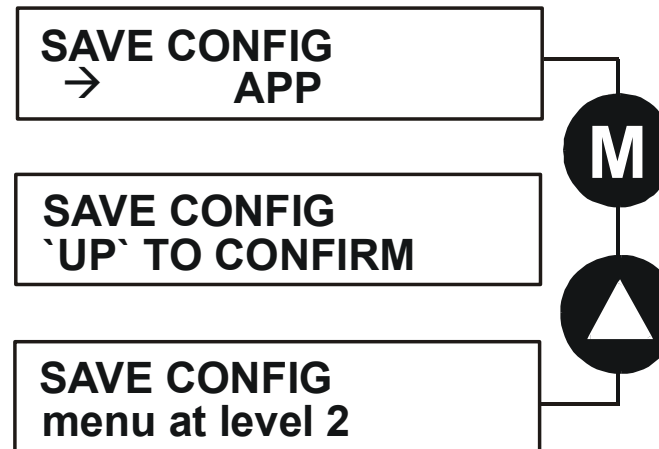 SAVE CONFIG
→ APP
M
SAVE CONFIG
`UP` TO CONFIRM
SAVE CONFIG
menu at level 2